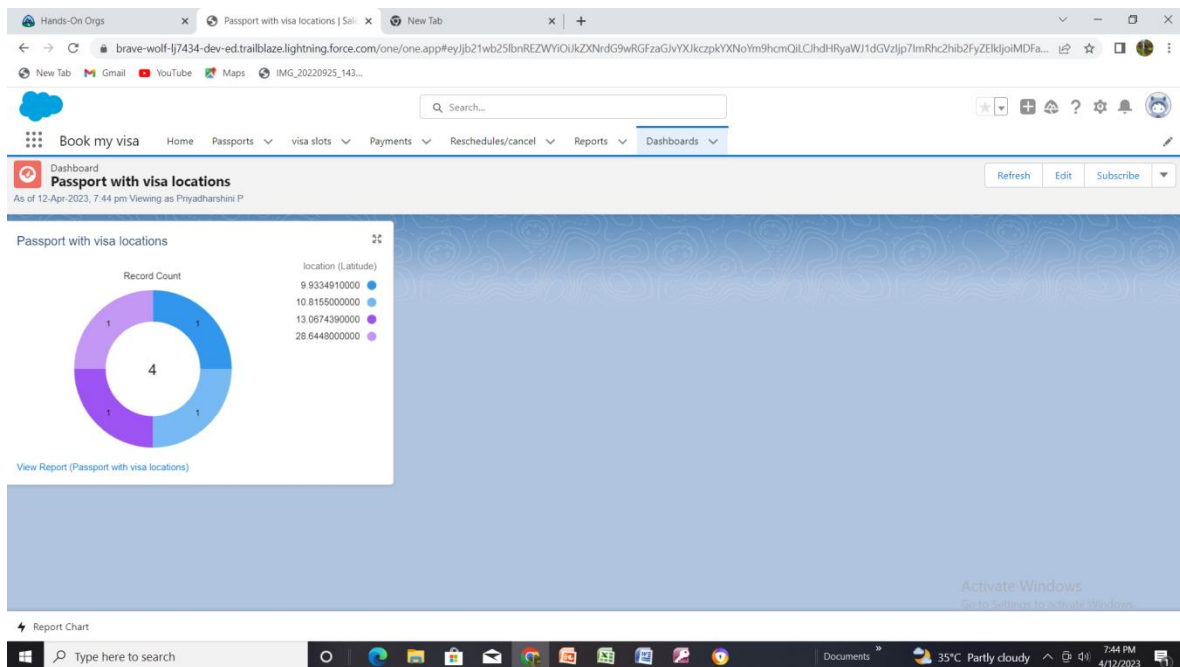 Hands-On Orgs
Passport with visa locations | Sale
New Tab
brave-wolf-lj7434-dev-ed.trailblaze.lightning.force.com/one/one.app#
New Tab Gmail YouTube Maps IMG_20220925_143...
Search...
Book my visa Home Passports visa slots Payments Reschedules/cancel Reports Dashboards
Dashboard
Passport with visa locations
As of 12-Apr-2023, 7:44 pm Viewing as Priyadharshini P
Refresh Edit Subscribe
Passport with visa locations
Record Count
location (Latitude)
9.9334910000
10.8155000000
13.0674390000
28.6448000000
1 1
4
1 1
View Report (Passport with visa locations)
Activate Windows
Go to Settings to activate Windows.
Report Chart
Type here to search
Documents
35°C Partly cloudy
7:44 PM
4/12/2023